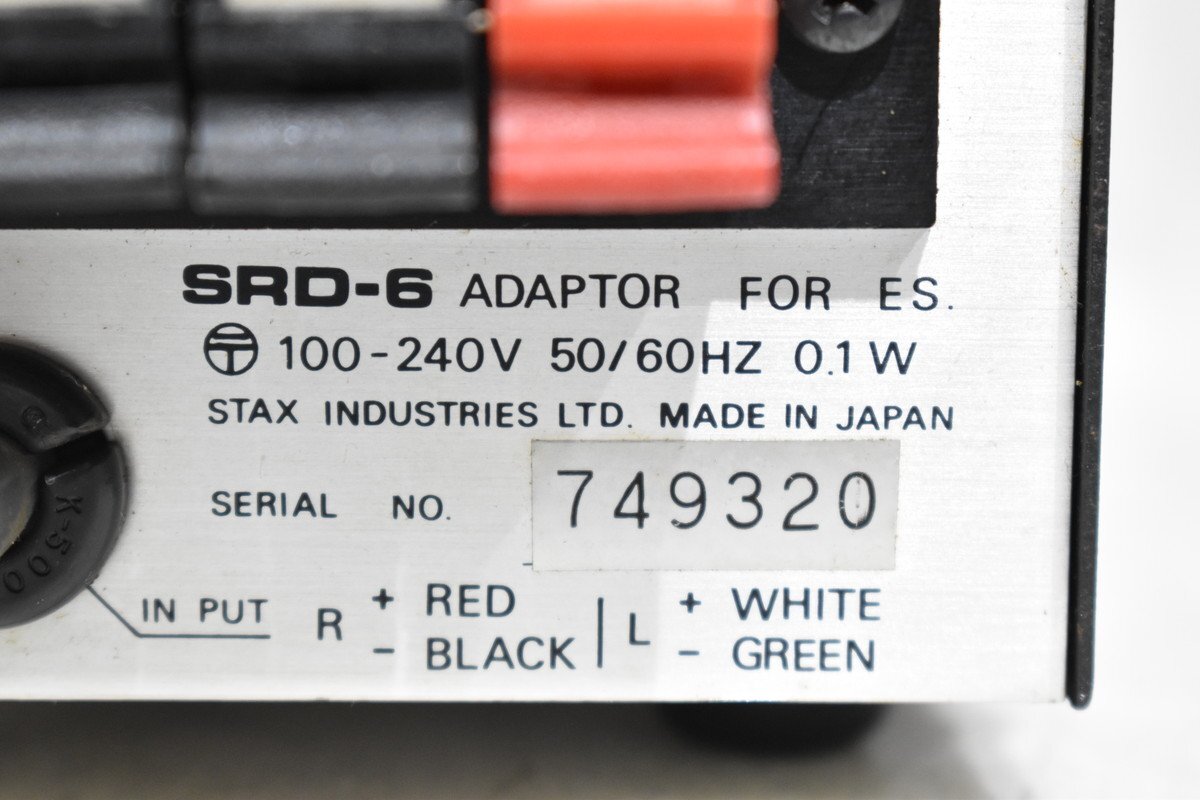 SRD-6 ADAPTOR FOR ES.
100-240V 50/60HZ 0.1W
STAX INDUSTRIES LTD. MADE IN JAPAN
SERIAL NO. 749320
IN PUT R + RED L + WHITE
- BLACK - GREEN
K-500